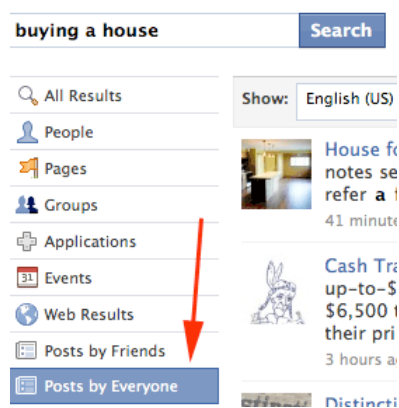 buying a house
Search
All Results
People
Pages
Groups
Applications
31
Events
Web Results
Posts by Friends
Posts by Everyone
Show: English (US)
House fo
notes se
refer a
41 minute
Cash Tra
up-to-$
$6,500 t
their pri
3 hours a
Distincti